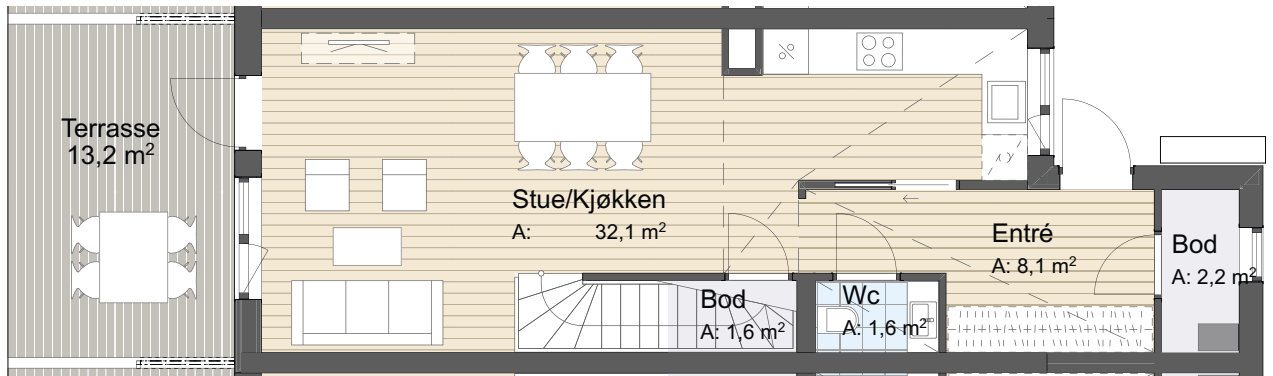 Terrasse
13,2 m²
Stue/Kjøkken
A: 32,1 m²
Entré
A: 8,1 m²
Bod
A: 2,2 m²
Bod
A: 1,6 m²
Wc
A: 1,6 m²
%